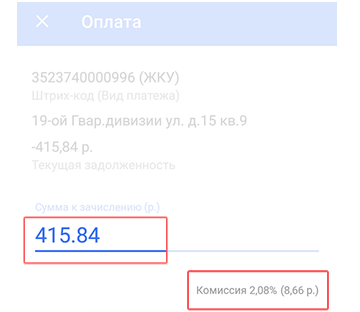 Оплата
3523740000996 (ЖКУ)
Штрих-код (Вид платежа)
19-ой Гвар.дивизии ул. д.15 кв.9
-415,84 р.
Текущая задолженность
Сумма к зачислению (р.)
415.84
Комиссия 2,08% (8,66 р.)